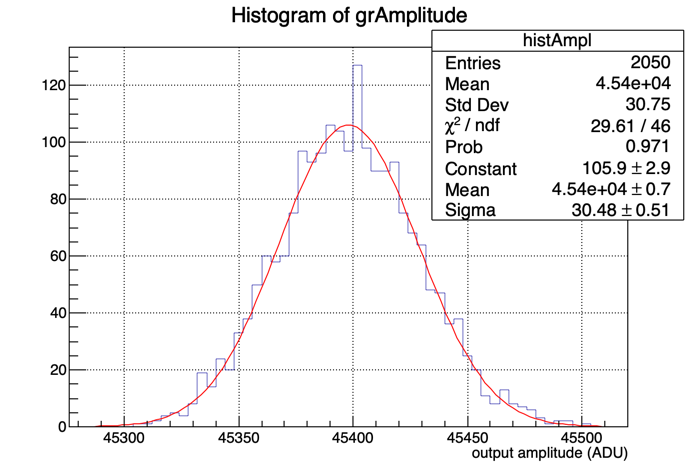 Histogram of grAmplitude
histAmpl
Entries 2050
Mean 4.54e+04
Std Dev 30.75
χ² / ndf 29.61 / 46
Prob 0.971
Constant 105.9 ± 2.9
Mean 4.54e+04 ± 0.7
Sigma 30.48 ± 0.51
120
100
80
60
40
20
0
45300 45350 45400 45450 45500
output amplitude (ADU)